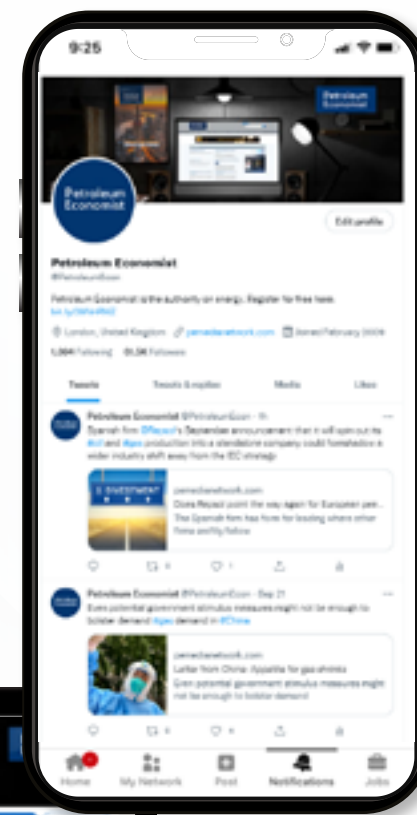 9:25
Petroleum
Economist
Petroleum
Economist
Edit profile
Petroleum Economist
@PetroleumEcon
Petroleum Economist is the authority on energy. Register for free here.
London, United Kingdom pemedianetwork.com Joined February 2009
Following Followers
Tweets Tweets & replies Media Likes
Petroleum Economist @PetroleumEcon · 1h
Spanish firm @Repsol's September announcement that it will spin out its
#oil and #gas production into a standalone company could foreshadow a
wider industry shift away from the IEC strategy
INVESTMENT
pemedianetwork.com
Does Repsol point the way again for European
The Spanish firm has form for leading where other
firms
Petroleum Economist @PetroleumEcon · Sep 21
Even potential government stimulus measures might not be enough to
bolster demand #gas demand in #China
pemedianetwork.com
Letter from China: Appetite for gas shrinks
Even potential government stimulus measures might
not be enough to bolster demand
Home My Network Post Notifications Jobs